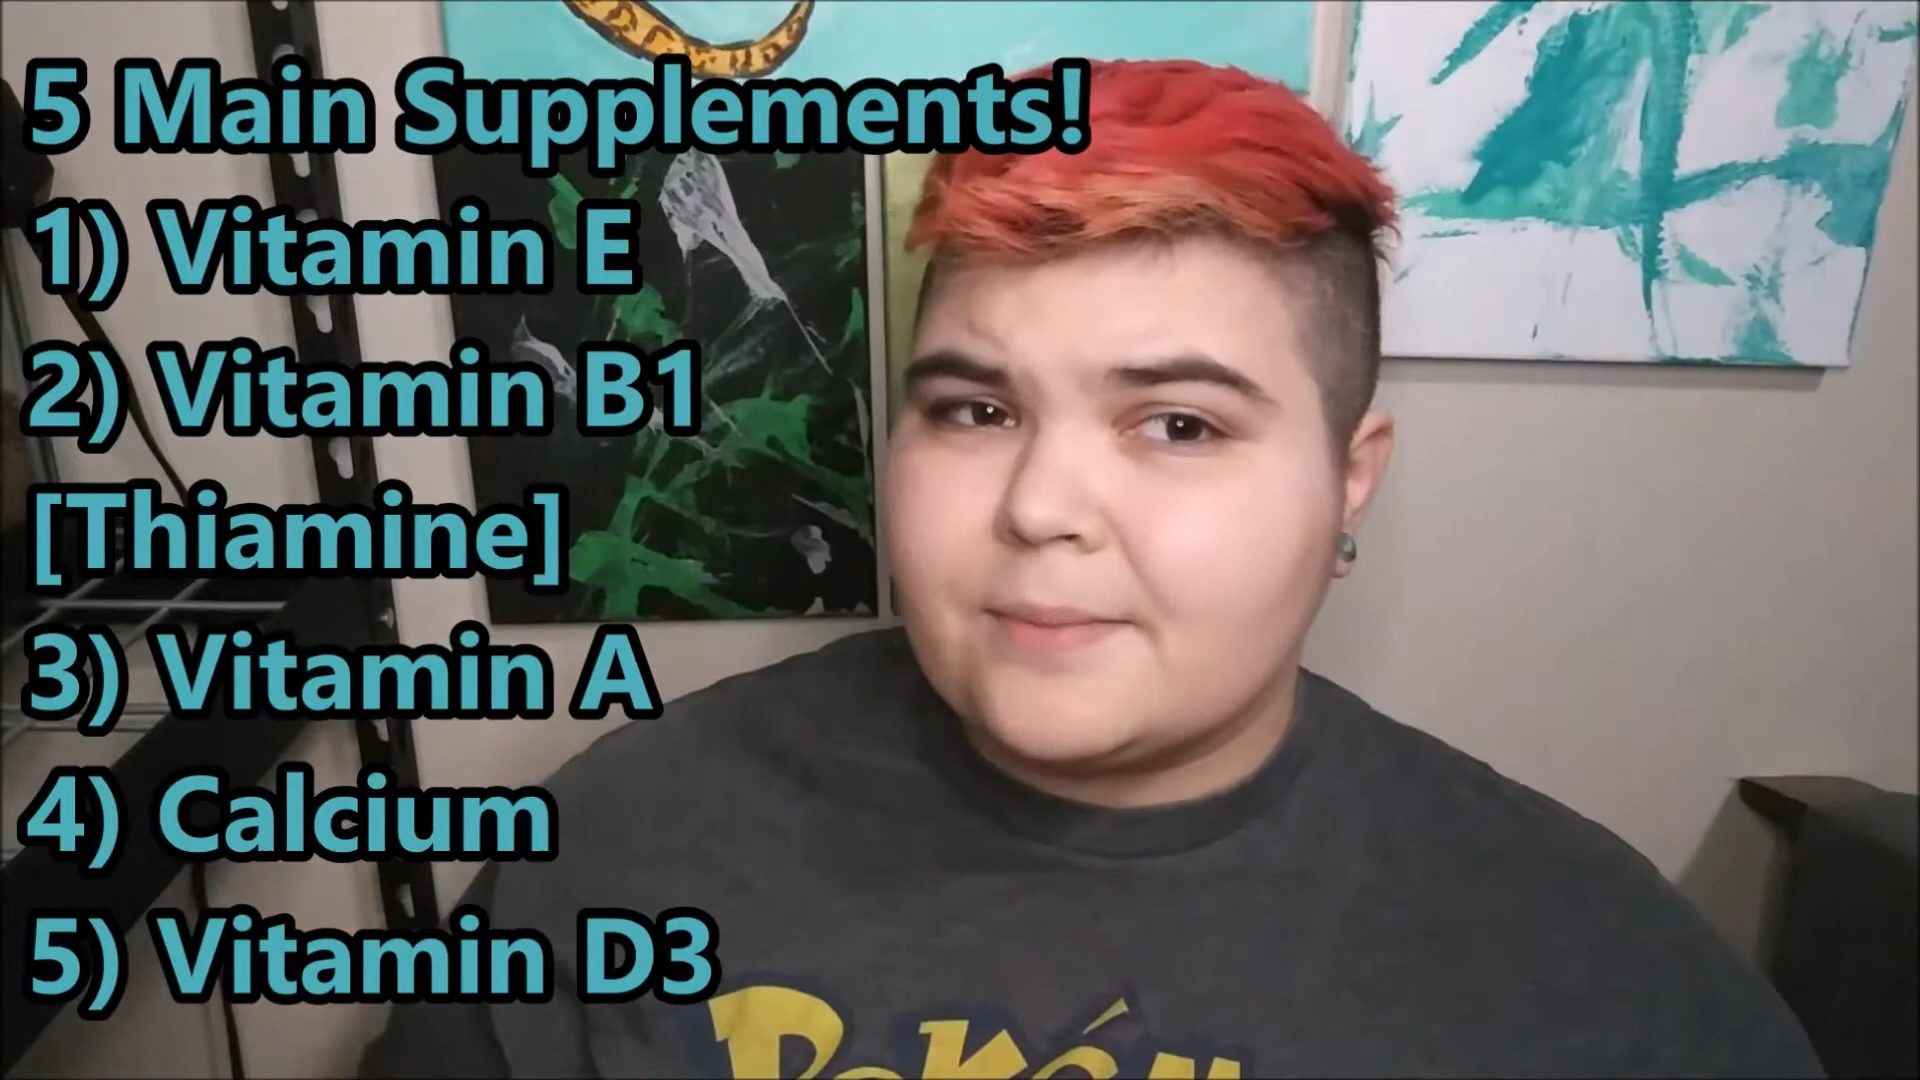 5 Main Supplements!
1) Vitamin E
2) Vitamin B1
[Thiamine]
3) Vitamin A
4) Calcium
5) Vitamin D3